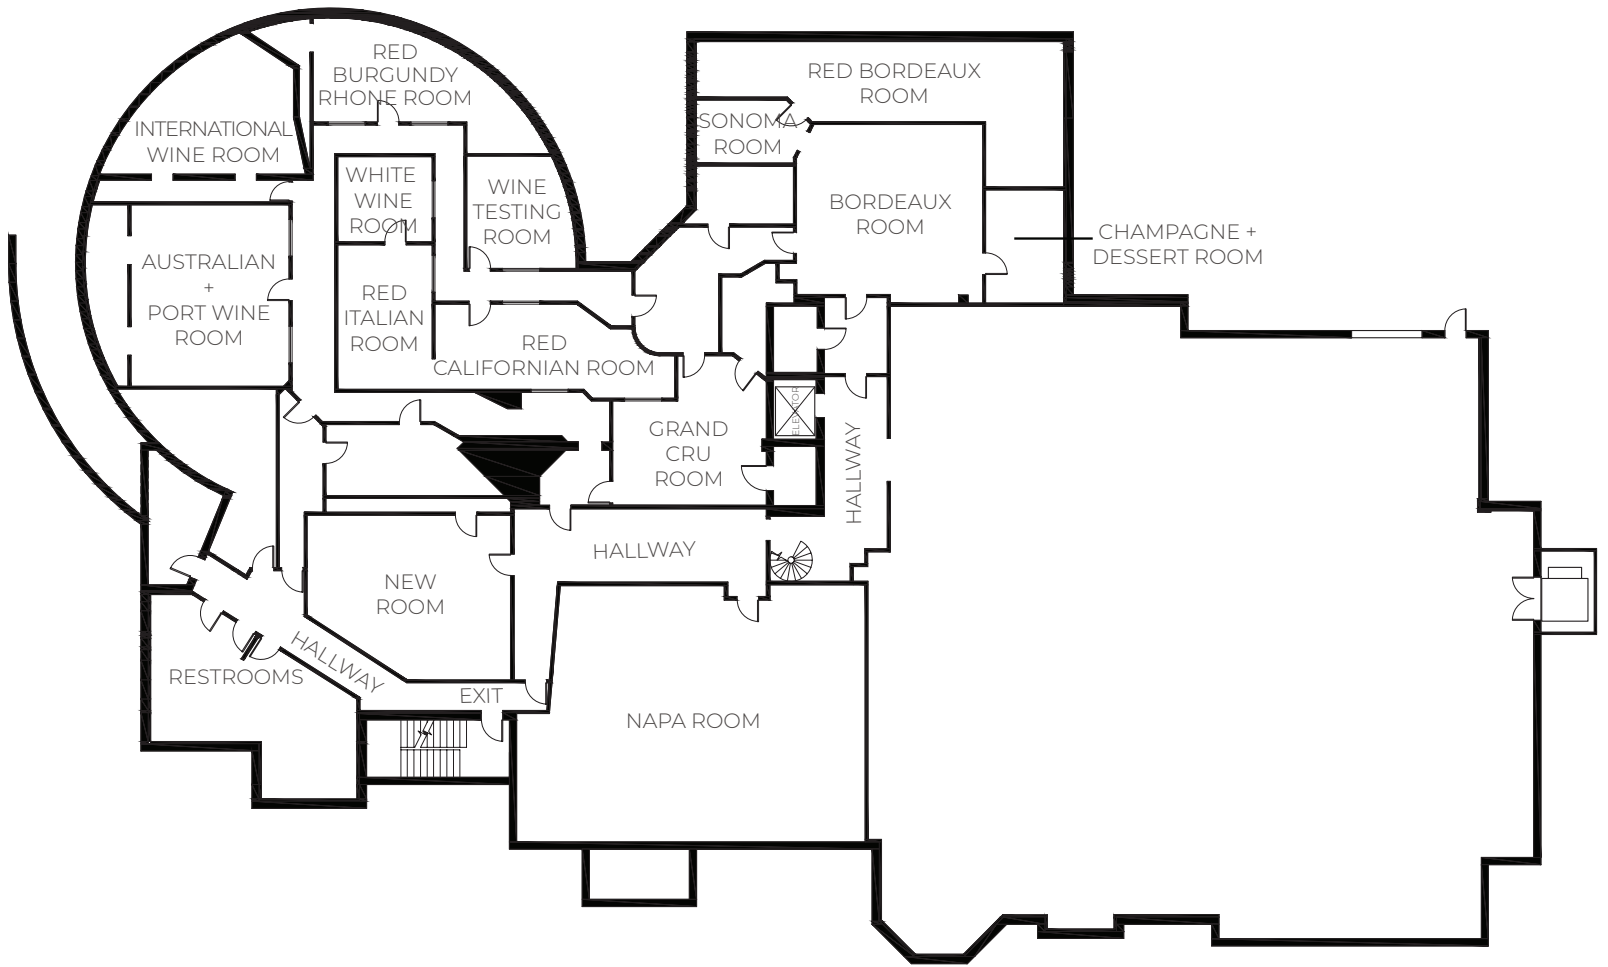 RED
BURGUNDY
RHONE ROOM
INTERNATIONAL
WINE ROOM
WHITE
WINE
ROOM
WINE
TESTING
ROOM
AUSTRALIAN
+
PORT WINE
ROOM
RED
ITALIAN
ROOM
RED
CALIFORNIAN ROOM
RED BORDEAUX
ROOM
SONOMA
ROOM
BORDEAUX
ROOM
CHAMPAGNE +
DESSERT ROOM
ELEVATOR
GRAND
CRU
ROOM
HALLWAY
HALLWAY
NEW
ROOM
HALLWAY
RESTROOMS
EXIT
NAPA ROOM